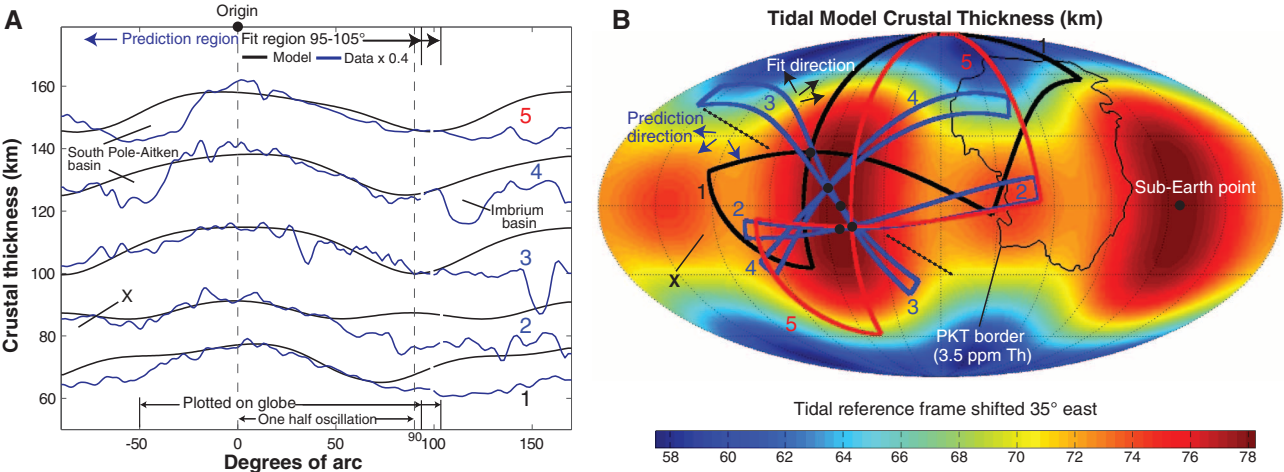 A
Origin
Prediction region
Fit region 95-105°
Model
Data x 0.4
Crustal thickness (km)
160
140
120
100
80
60
5
South Pole-Aitken
basin
4
Imbrium
basin
3
X
2
1
Plotted on globe
One half oscillation
-50
0
50
90
100
150
Degrees of arc
B
Tidal Model Crustal Thickness (km)
1
Fit direction
5
3
4
Prediction
direction
1
2
Sub-Earth point
2
4
X
3
5
PKT border
(3.5 ppm Th)
Tidal reference frame shifted 35° east
58
60
62
64
66
68
70
72
74
76
78